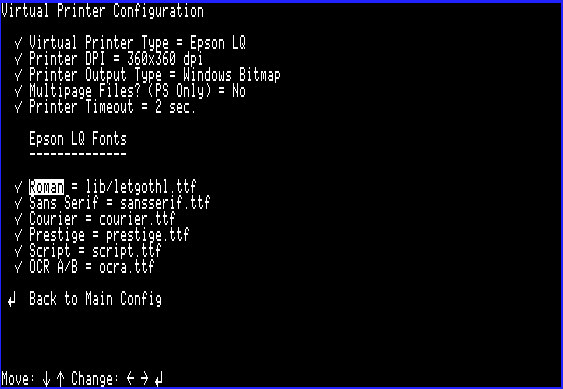 Virtual Printer Configuration
✓ Virtual Printer Type = Epson LQ
✓ Printer DPI = 360x360 dpi
✓ Printer Output Type = Windows Bitmap
✓ Multipage Files? (PS Only) = No
✓ Printer Timeout = 2 sec.
Epson LQ Fonts
--------------
✓ Roman = lib/letgothl.ttf
✓ Sans Serif = sansserif.ttf
✓ Courier = courier.ttf
✓ Prestige = prestige.ttf
✓ Script = script.ttf
✓ OCR A/B = ocra.ttf
↲ Back to Main Config
Move: ↓ ↑ Change: ← → ↲